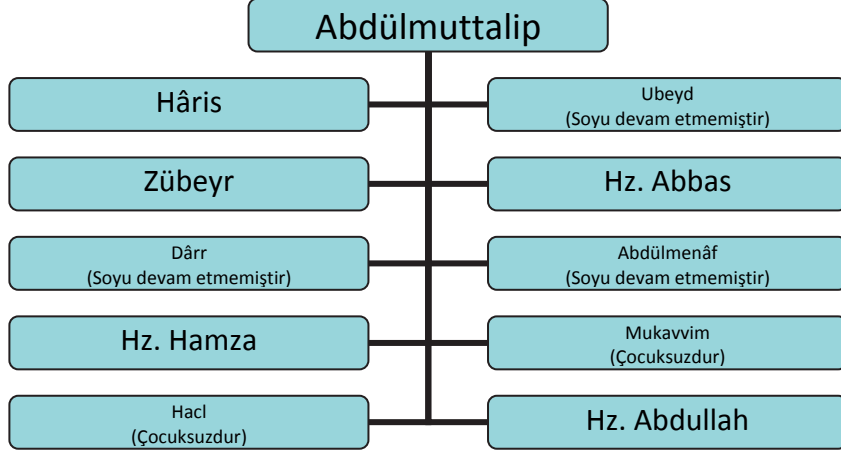 Abdülmuttalip
Hâris
Ubeyd
(Soyu devam etmemiştir)
Zübeyr
Hz. Abbas
Dârr
(Soyu devam etmemiştir)
Abdülmenâf
(Soyu devam etmemiştir)
Hz. Hamza
Mukavvim
(Çocuksuzdur)
Hacl
(Çocuksuzdur)
Hz. Abdullah